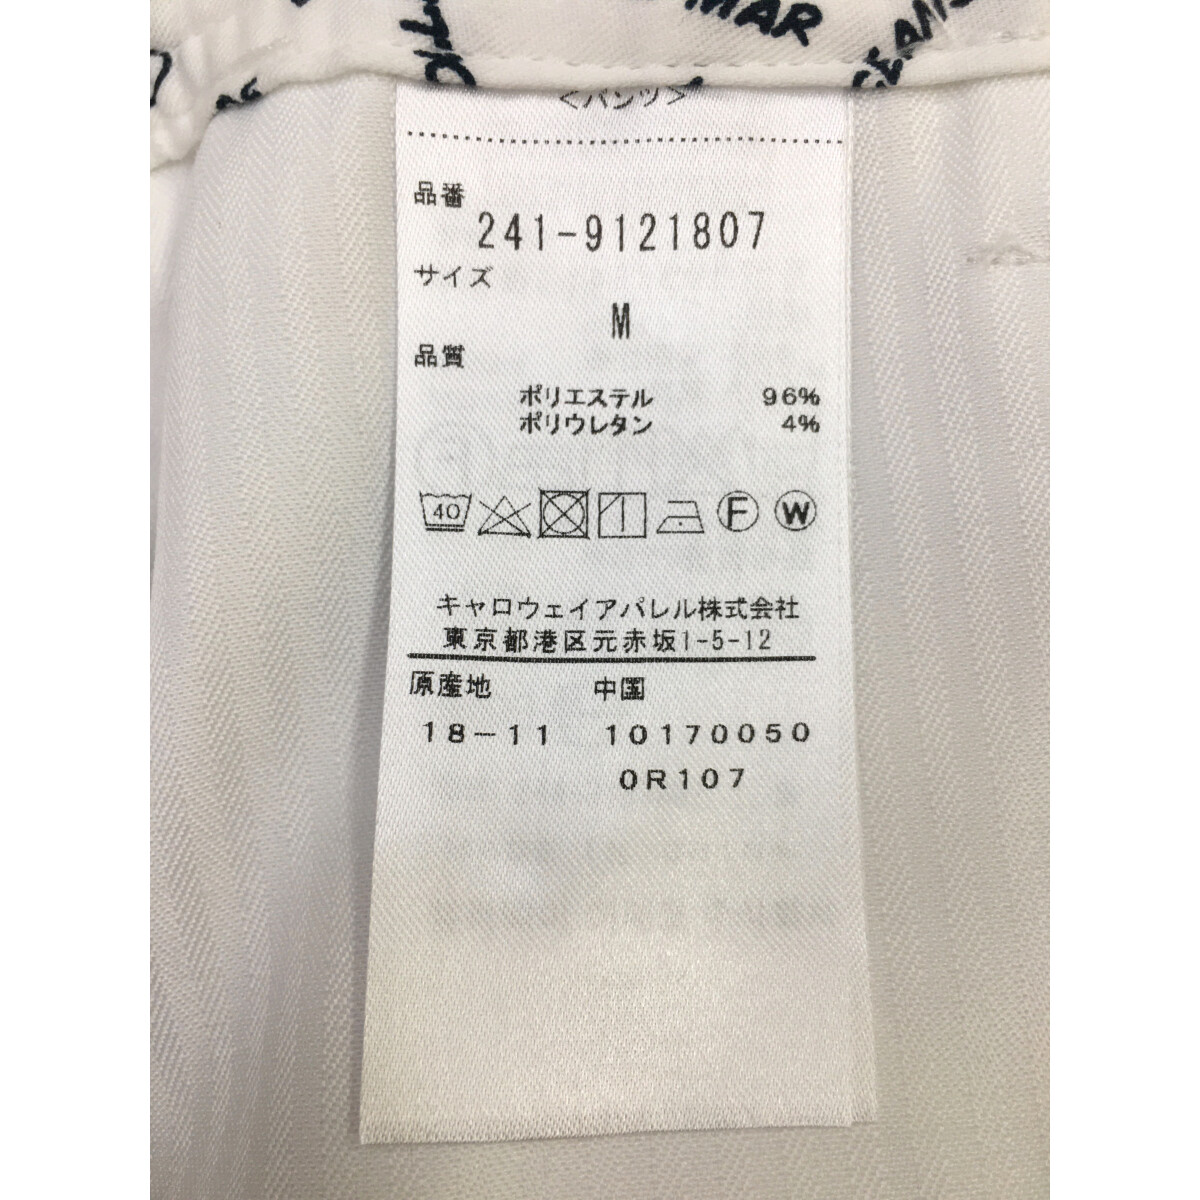 MAR
<パンツ>
品番
241-9121807
サイズ
M
品質
ポリエステル 96%
ポリウレタン 4%
40 F W
キャロウェイアパレル株式会社
東京都港区元赤坂1-5-12
原産地 中国
18-11 10170050
0R107